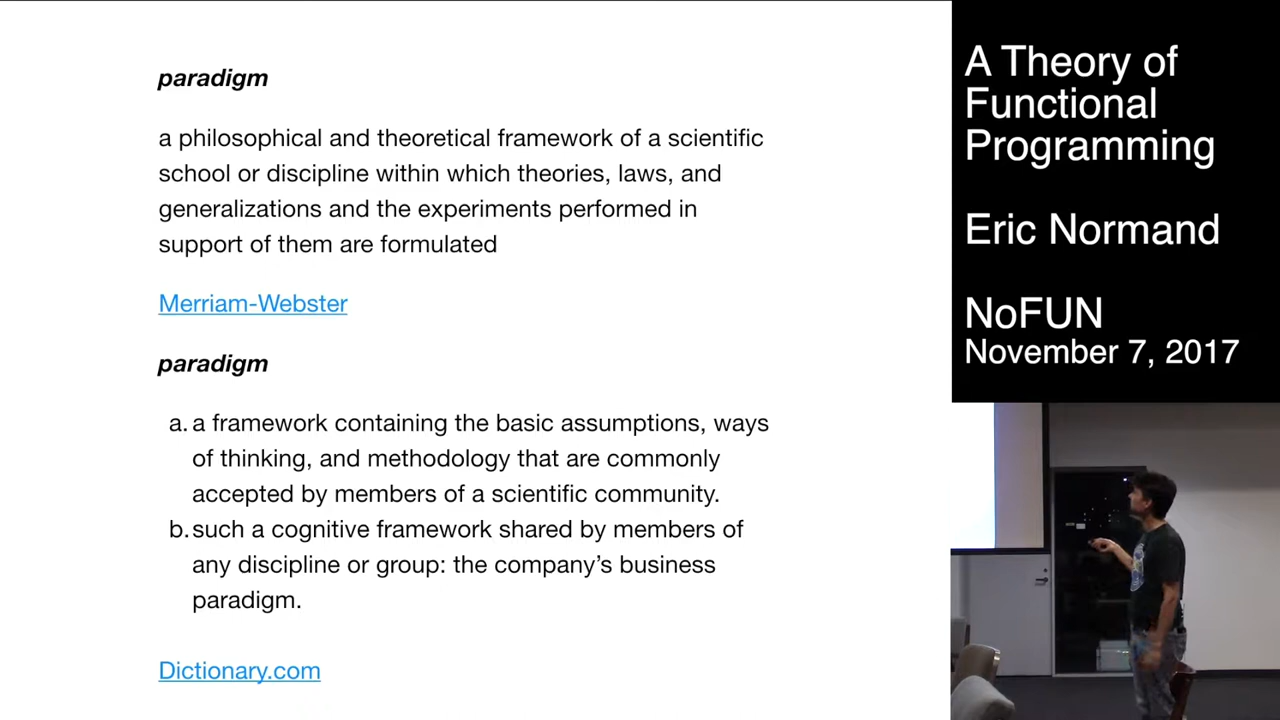 paradigm
a philosophical and theoretical framework of a scientific
school or discipline within which theories, laws, and
generalizations and the experiments performed in
support of them are formulated
Merriam-Webster
paradigm
a. a framework containing the basic assumptions, ways
of thinking, and methodology that are commonly
accepted by members of a scientific community.
b. such a cognitive framework shared by members of
any discipline or group: the company’s business
paradigm.
Dictionary.com
A Theory of
Functional
Programming
Eric Normand
NoFUN
November 7, 2017